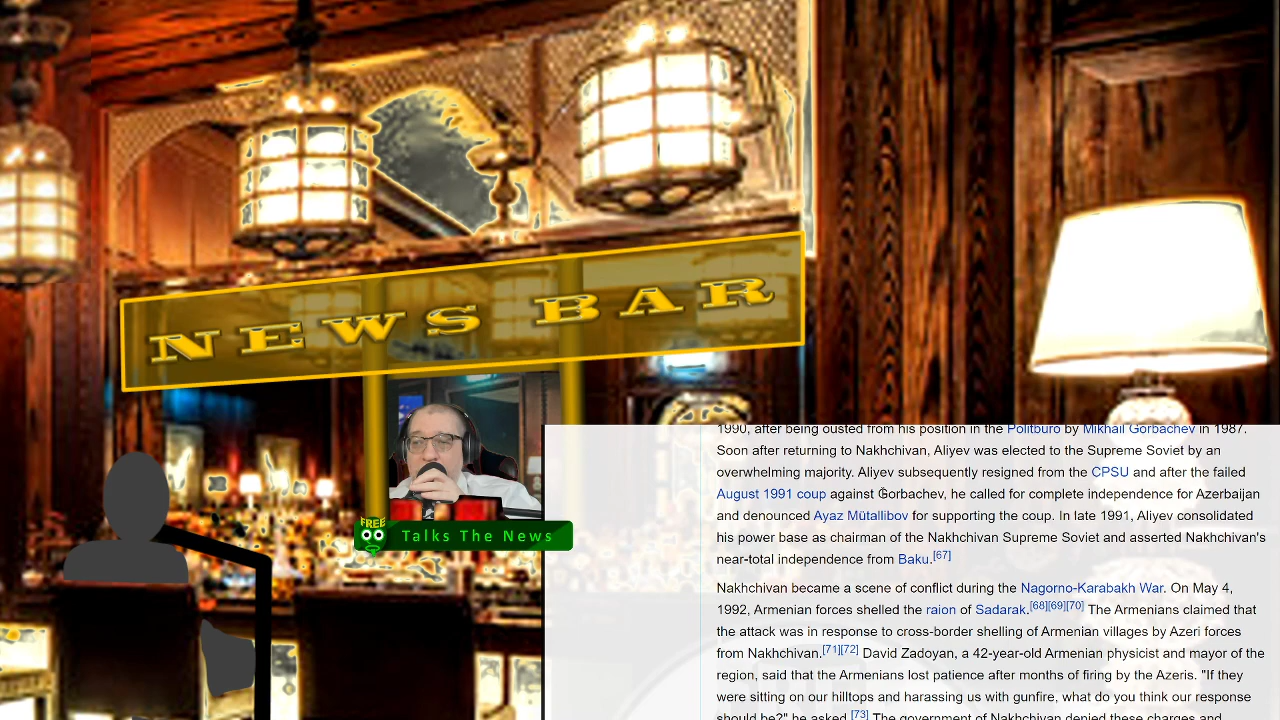 NEWS BAR
FREE
Talks The News
1990, after being ousted from his position in the Politburo by Mikhail Gorbachev in 1987.
Soon after returning to Nakhchivan, Aliyev was elected to the Supreme Soviet by an
overwhelming majority. Aliyev subsequently resigned from the CPSU and after the failed
August 1991 coup against Gorbachev, he called for complete independence for Azerbaijan
and denounced Ayaz Mütallibov for supporting the coup. In late 1991, Aliyev consolidated
his power base as chairman of the Nakhchivan Supreme Soviet and asserted Nakhchivan's
near-total independence from Baku.[67]
Nakhchivan became a scene of conflict during the Nagorno-Karabakh War. On May 4,
1992, Armenian forces shelled the raion of Sadarak.[68][69][70] The Armenians claimed that
the attack was in response to cross-border shelling of Armenian villages by Azeri forces
from Nakhchivan.[71][72] David Zadoyan, a 42-year-old Armenian physicist and mayor of the
region, said that the Armenians lost patience after months of firing by the Azeris. "If they
were sitting on our hilltops and harassing us with gunfire, what do you think our response
should be?" he asked.[73] The government of Nakhchivan denied these charges